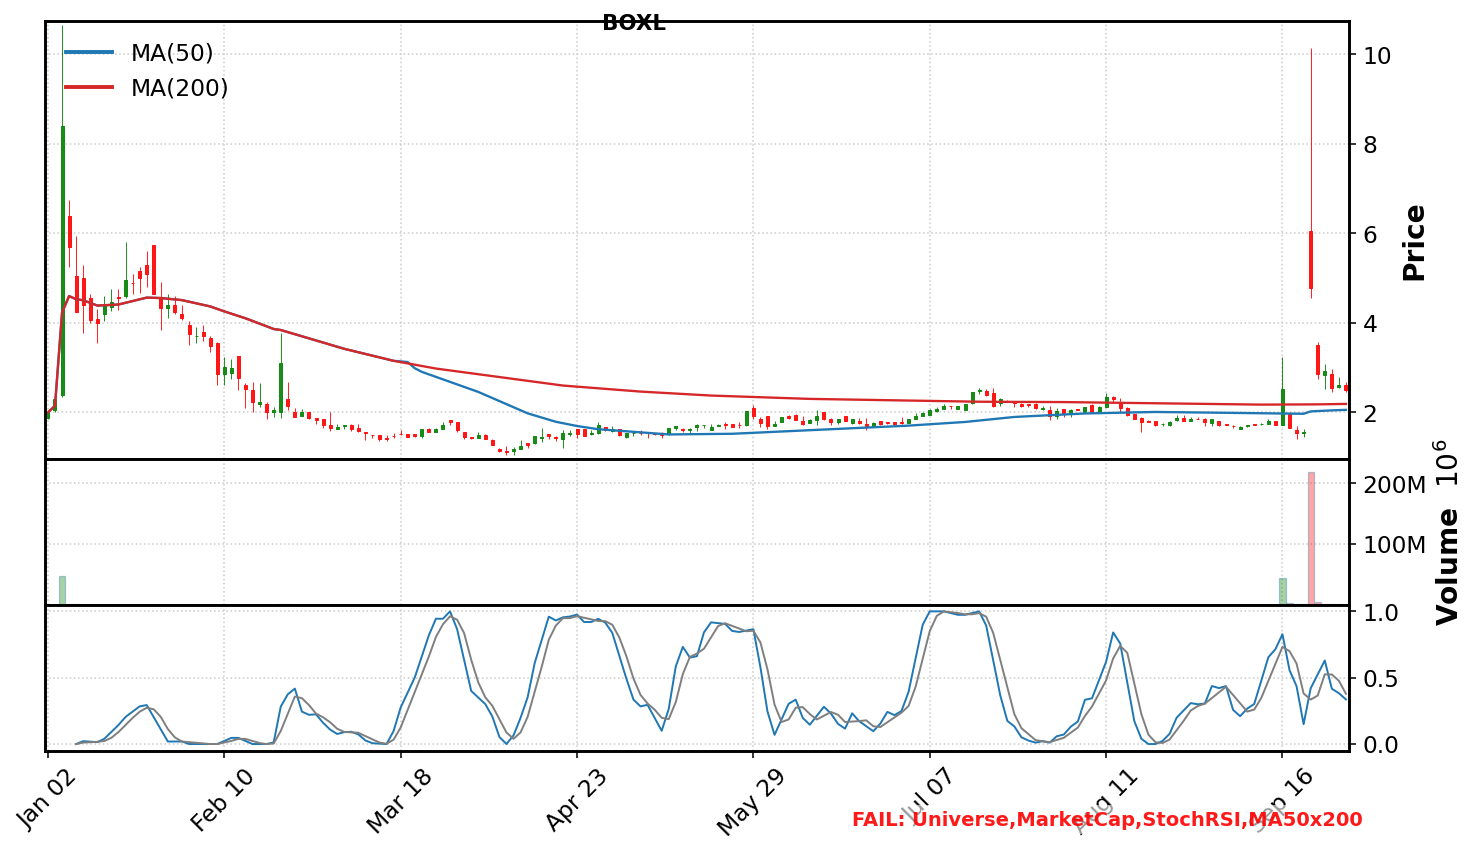 BOXL
MA(50)
MA(200)
10
8
6
4
2
Price
200M
100M
Volume 10^6
1.0
0.5
0.0
Jan 02
Feb 10
Mar 18
Apr 23
May 29
Jul 07
Aug 11
Sep 16
FAIL: Universe,MarketCap,StochRSI,MA50x200